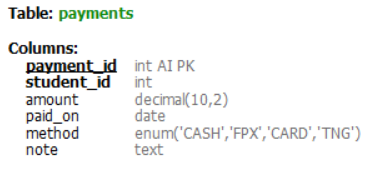 Table: payments
Columns:
payment_id int AI PK
student_id int
amount decimal(10,2)
paid_on date
method enum('CASH','FPX','CARD','TNG')
note text